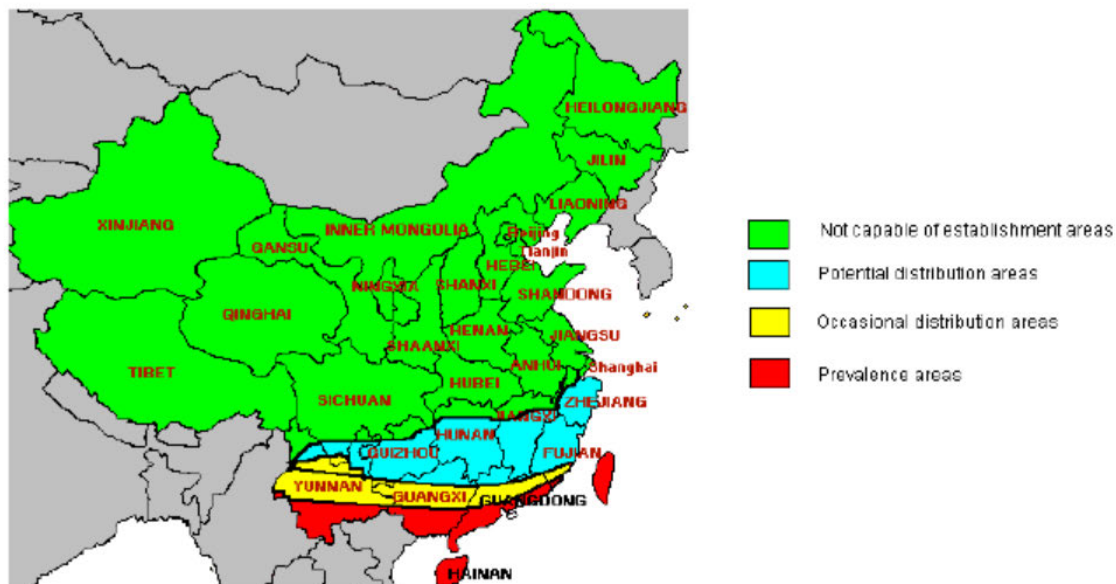 HEILONGJIANG
JILIN
LIAONING
XINJIANG
INNER MONGOLIA
Beijing
GANSU
Tianjin
HEBEI
NINGXIA
SHANXI
SHANDONG
QINGHAI
HENAN
JIANGSU
SHAANXI
ANHUI
Shanghai
TIBET
HUBEI
SICHUAN
ZHEJIANG
JIANGXI
HUNAN
GUIZHOU
FUJIAN
YUNNAN
GUANGXI
GUANGDONG
HAINAN
Not capable of establishment areas
Potential distribution areas
Occasional distribution areas
Prevalence areas